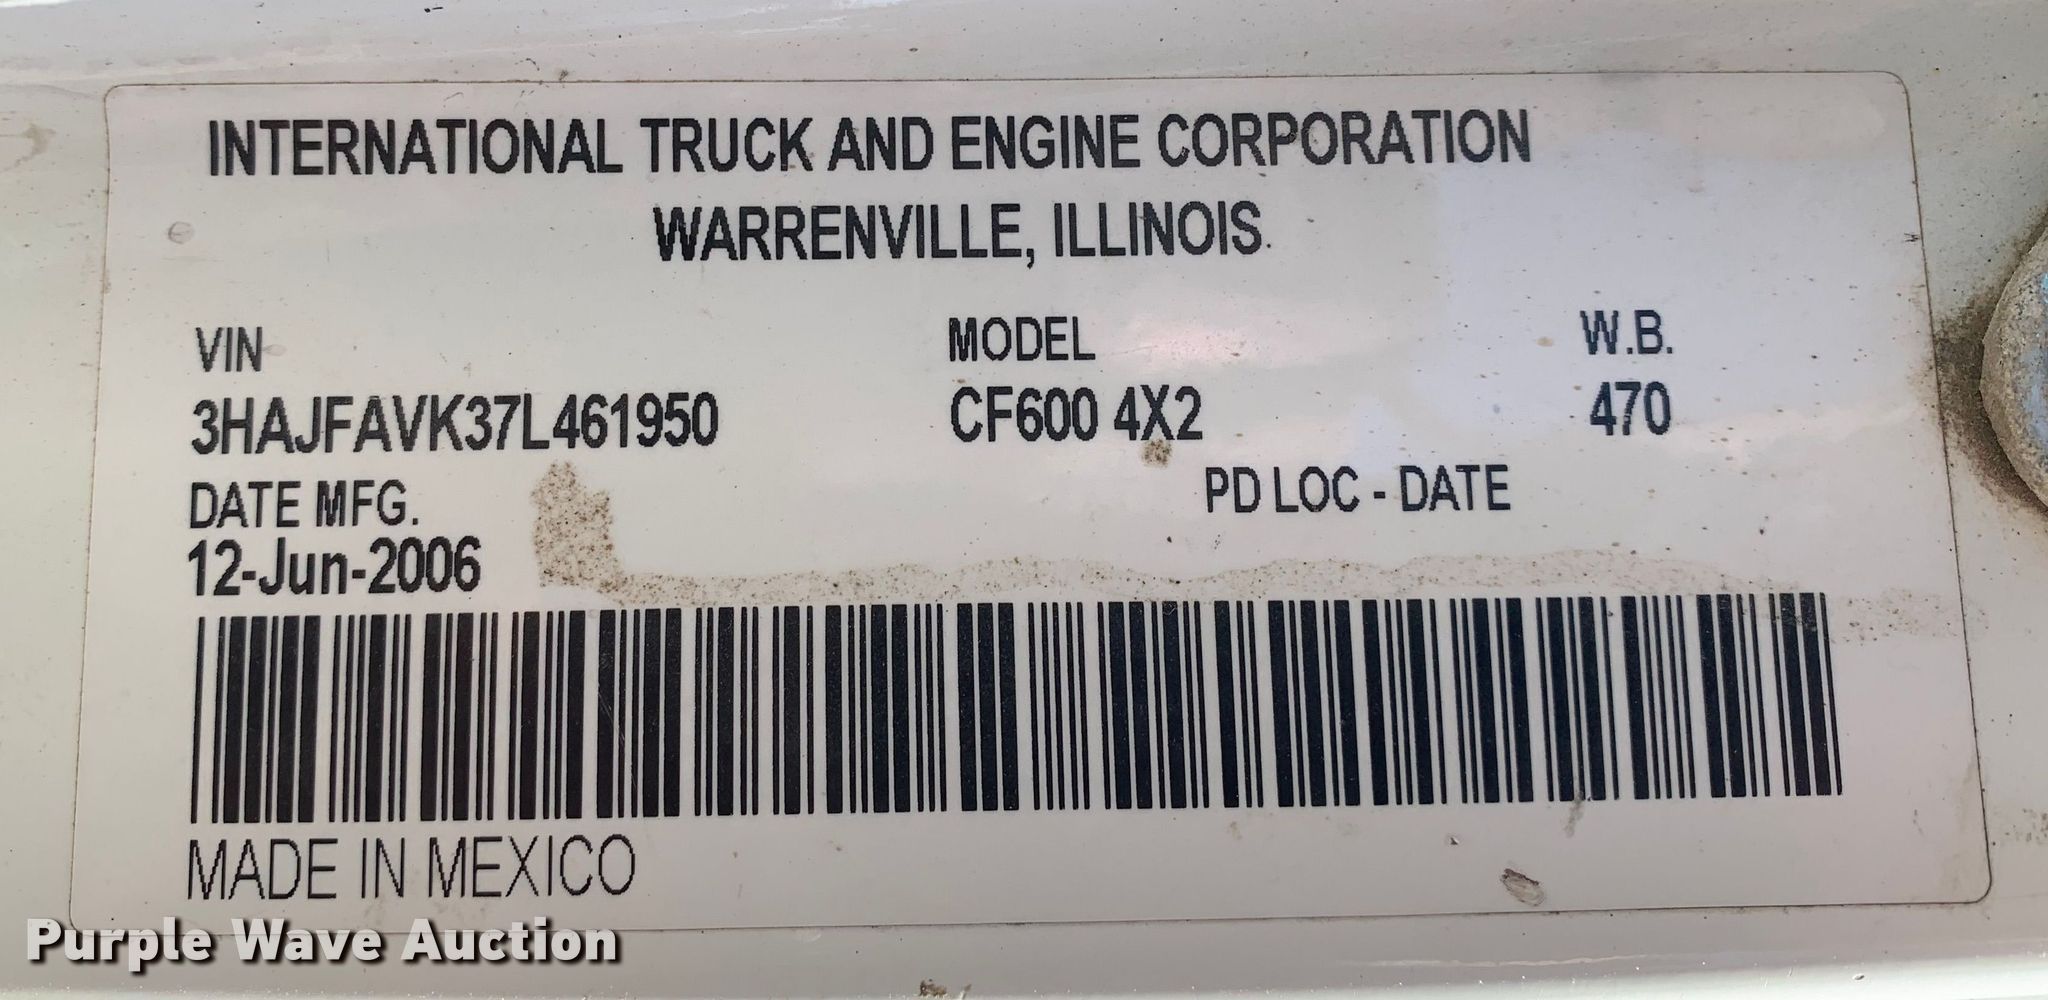 INTERNATIONAL TRUCK AND ENGINE CORPORATION
WARRENVILLE, ILLINOIS
VIN MODEL W.B.
3HAJFAVK37L461950 CF600 4X2 470
DATE MFG. PD LOC - DATE
12-Jun-2006
MADE IN MEXICO
Purple Wave Auction